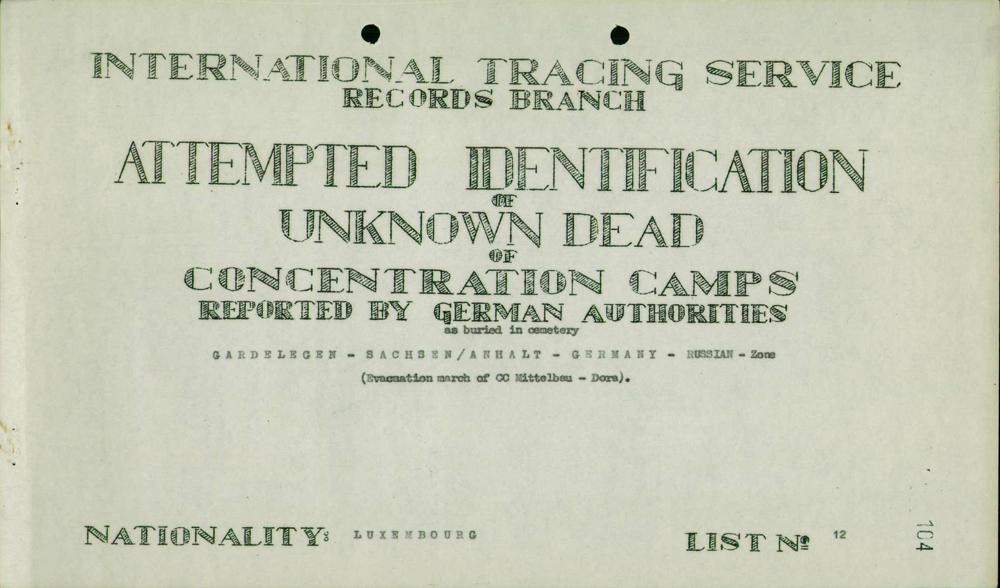 INTERNATIONAL TRACING SERVICE
RECORDS BRANCH
ATTEMPTED IDENTIFICATION
OF
UNKNOWN DEAD
OF
CONCENTRATION CAMPS
REPORTED BY GERMAN AUTHORITIES
as buried in cemetery
GARDELEGEN - SACHSEN/ANHALT - GERMANY - RUSSIAN - Zone
(Evacuation march of CC Mittelbau - Dora).
NATIONALITY: LUXEMBOURG
LIST Nº 12
104